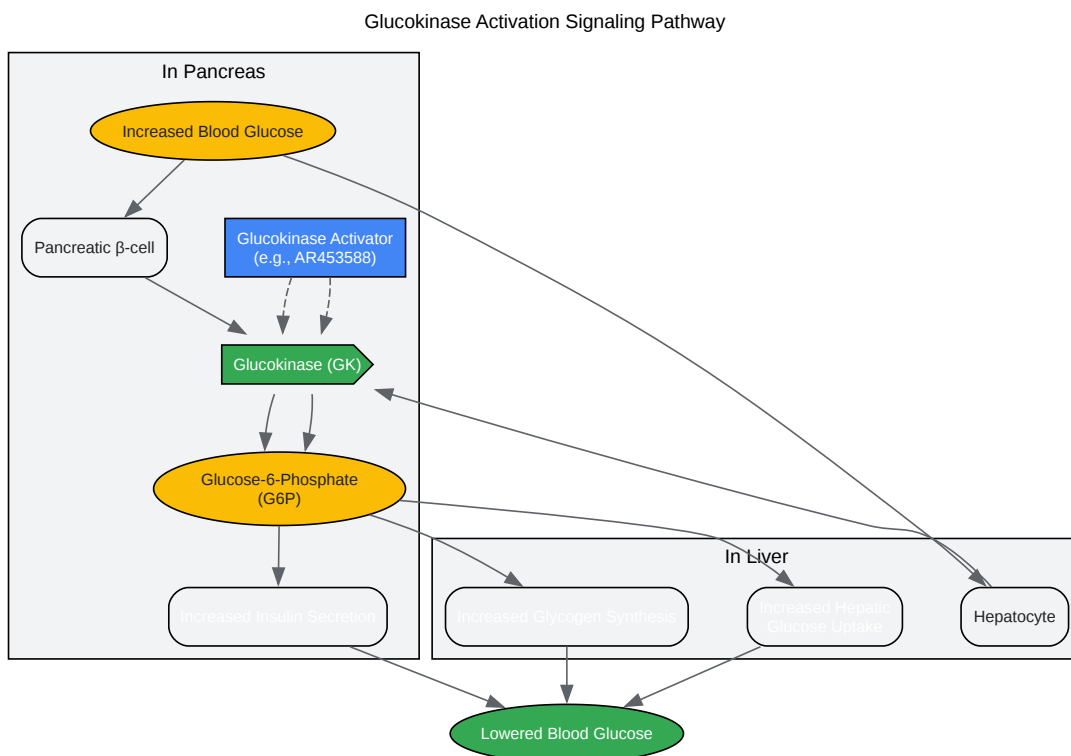 Glucokinase Activation Signaling Pathway
In Pancreas
Increased Blood Glucose
Pancreatic β-cell
Glucokinase Activator
(e.g., AR453588)
Glucokinase (GK)
Glucose-6-Phosphate
(G6P)
In Liver
Increased Insulin Secretion
Increased Glycogen Synthesis
Increased Hepatic
Glucose Uptake
Hepatocyte
Lowered Blood Glucose